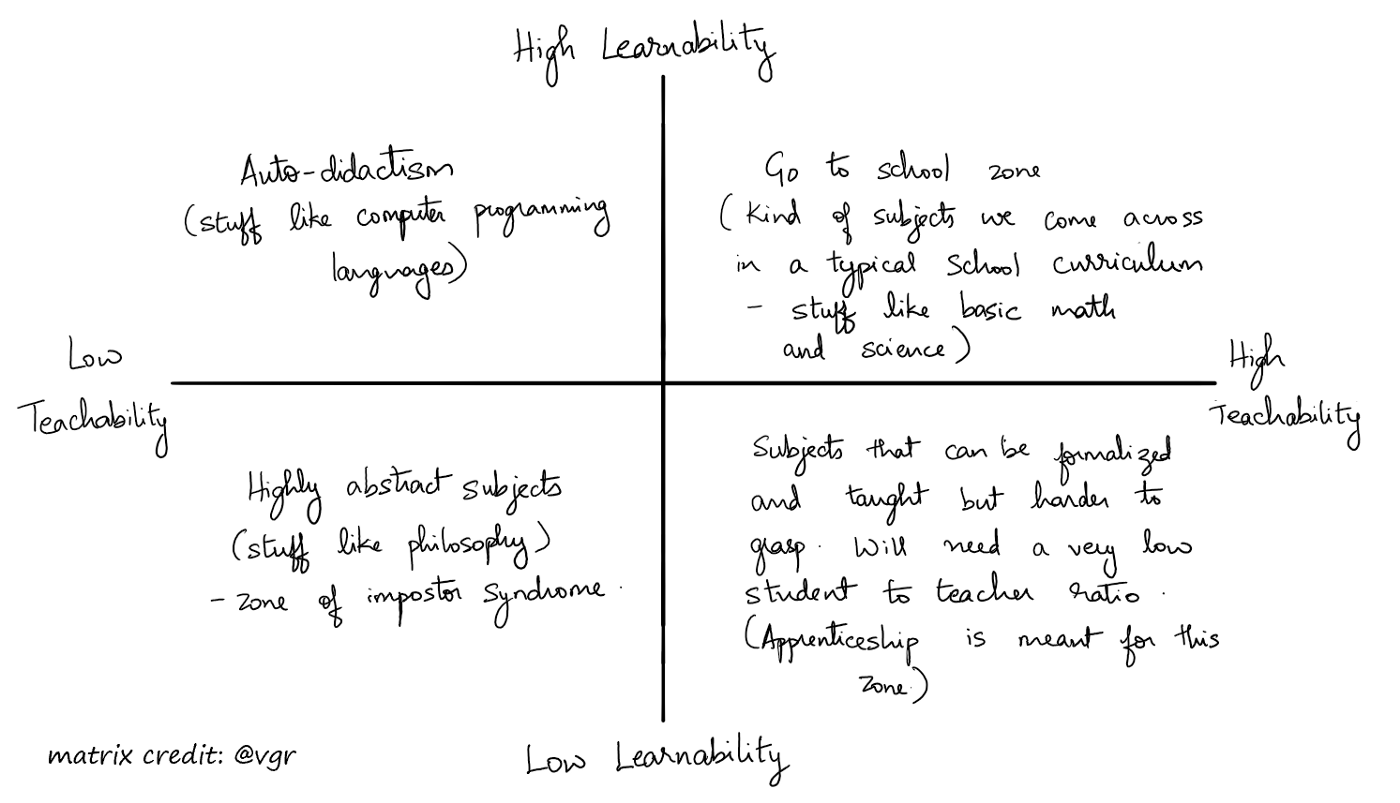 High Learnability
Auto-didactism
(stuff like computer programming
languages)
Go to school zone
(Kind of subjects we come across
in a typical School curriculum
- stuff like basic math
and science)
Low
Teachability
High
Teachability
Highly abstract subjects
(stuff like philosophy)
- zone of impostor syndrome.
Subjects that can be formalized
and taught but harder to
grasp. Will need a very low
student to teacher ratio.
(Apprenticeship is meant for this
zone.)
matrix credit: @vgr
Low Learnability